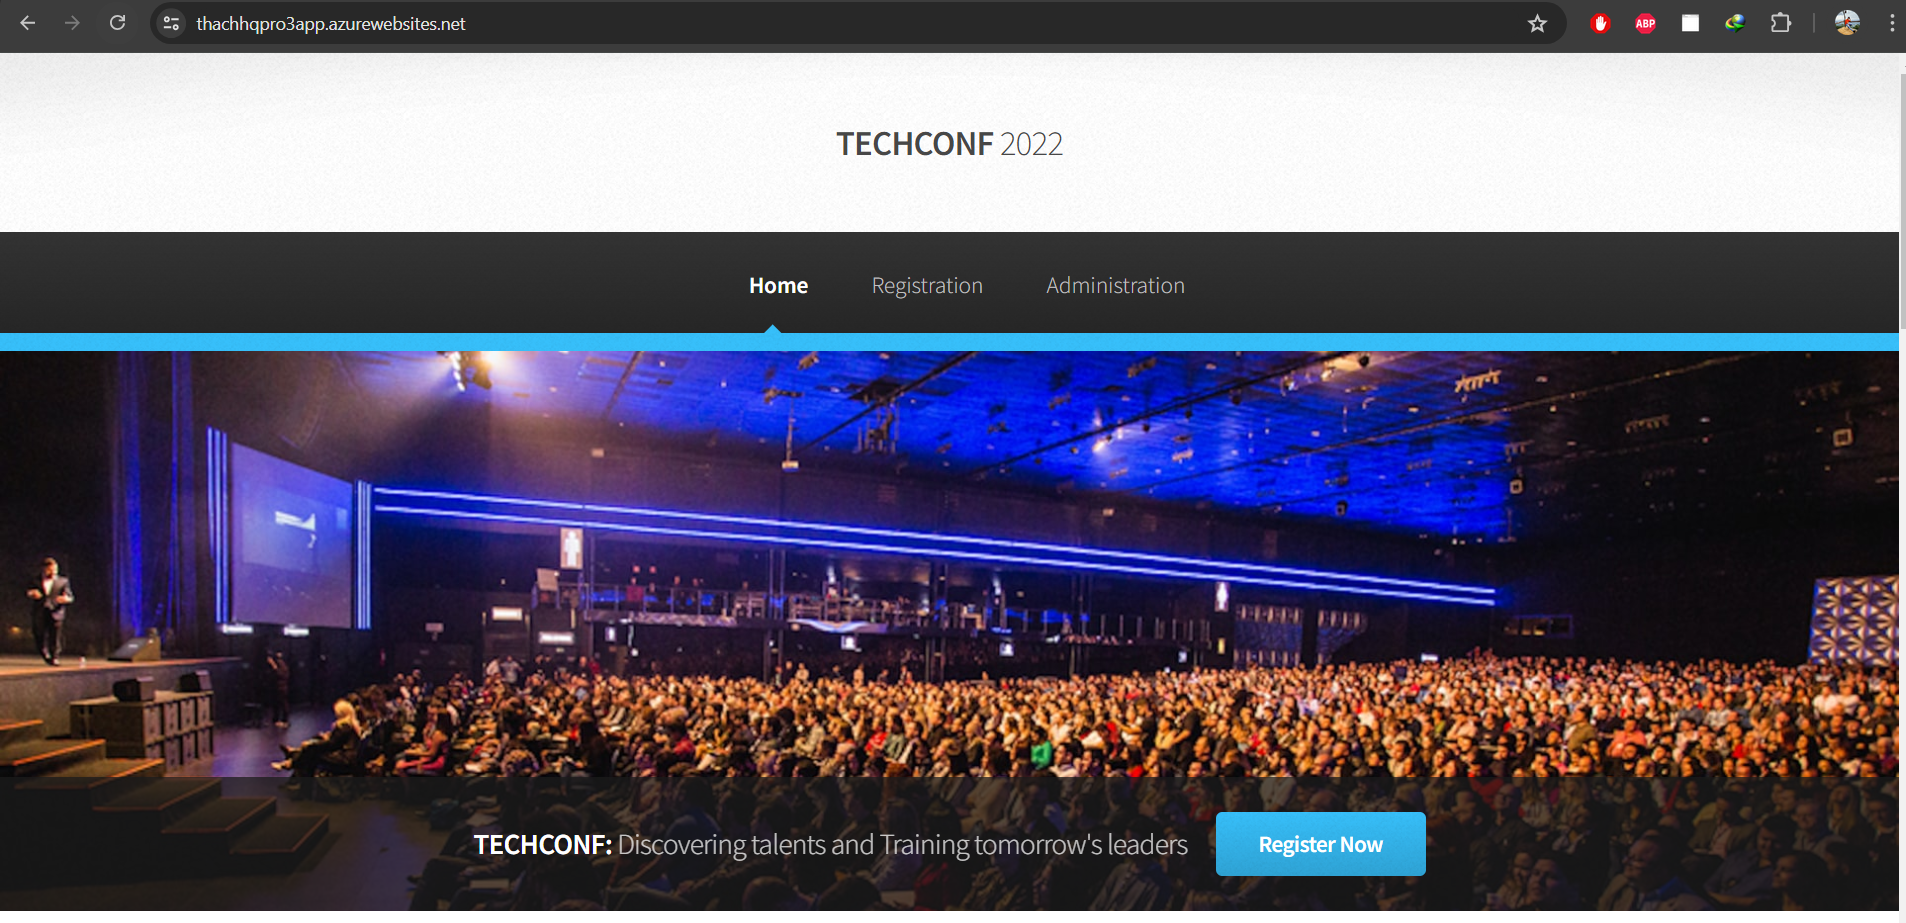 thachhqpro3app.azurewebsites.net
ABP
TECHCONF 2022
Home Registration Administration
TECHCONF: Discovering talents and Training tomorrow's leaders Register Now